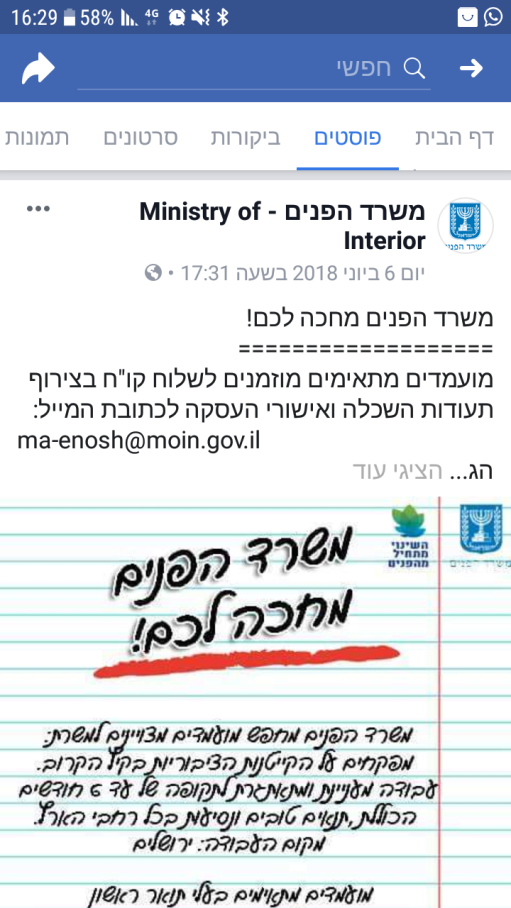 16:29 58% 4G
חפשי
דף הבית פוסטים ביקורות סרטונים תמונות
משרד הפנים - Ministry of
Interior
יום 6 ביוני 2018 בשעה 17:31
משרד הפנים מחכה לכם!
===================
מועמדים מתאימים מוזמנים לשלוח קו"ח בצירוף
תעודות השכלה ואישורי העסקה לכתובת המייל:
ma-enosh@moin.gov.il
הג... הציגי עוד
השינוי
מתחיל
מהפנים
משרד הפנים
משרד הפנים
מחכה לכם!
משרד הפנים מחפש מועמדים מצויינים למשרת:
מפקחים על הקייטנות הציבוריות בקיץ הקרוב.
עבודה מעניינת ומתאתגרת לתקופה של עד 6 חודשים
הכוללת, תנאים טובים ונסיעות בכל רחבי הארץ.
מקום העבודה: ירושלים
מועמדים מתאימים בעלי תואר ראשון